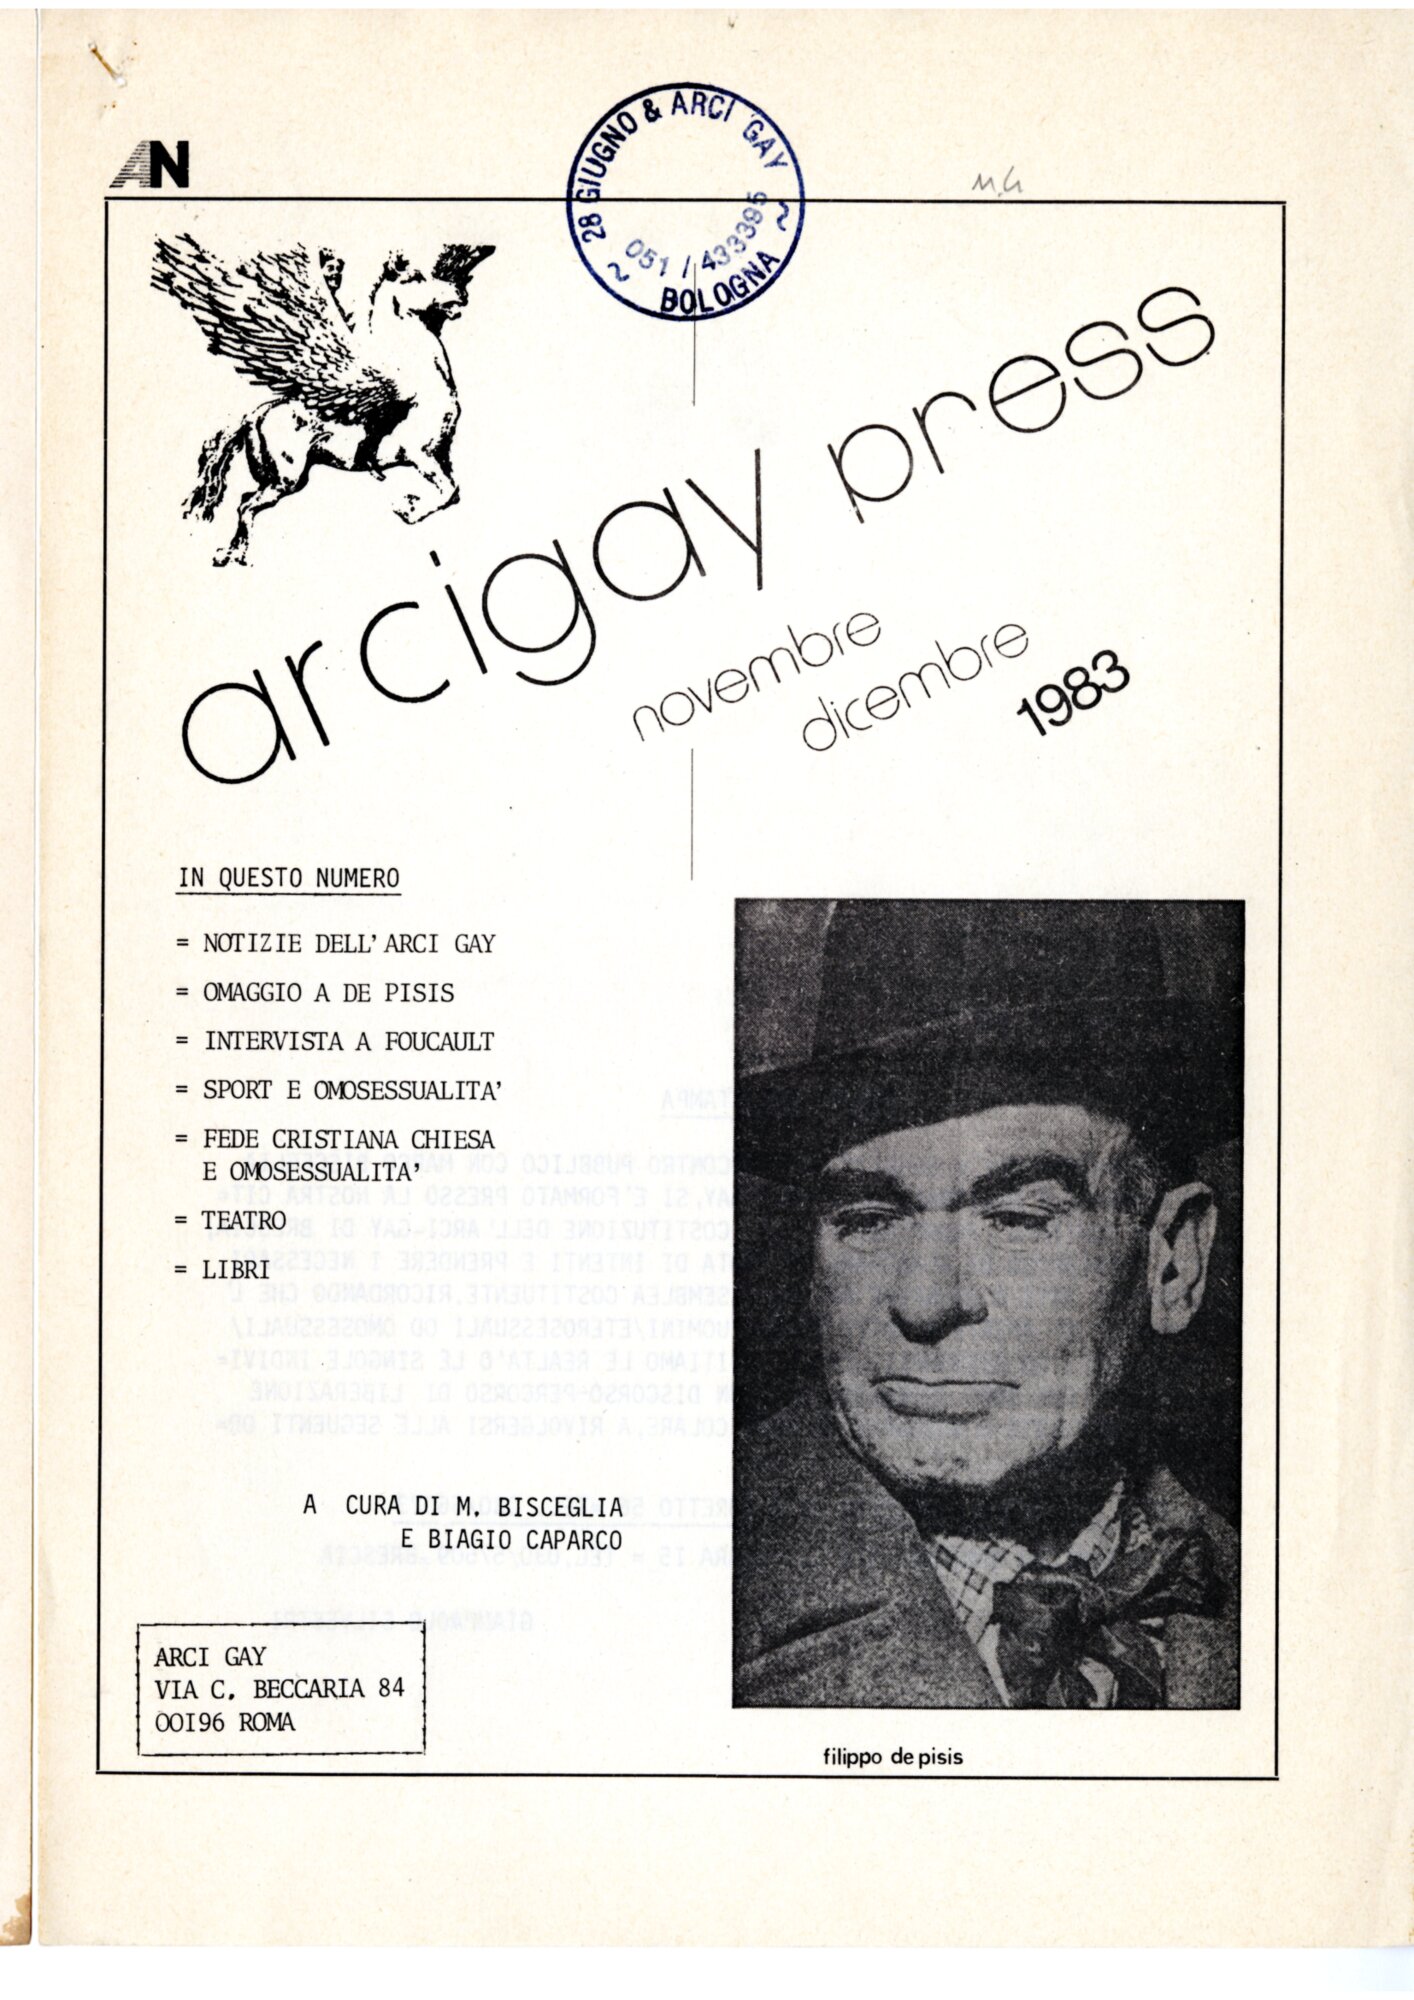 AN
28 GIUGNO & ARCI GAY
~ 051 / 433395 ~
BOLOGNA
arcigay press
novembre
dicembre
1983
IN QUESTO NUMERO
= NOTIZIE DELL'ARCI GAY
= OMAGGIO A DE PISIS
= INTERVISTA A FOUCAULT
= SPORT E OMOSESSUALITA'
= FEDE CRISTIANA CHIESA
E OMOSESSUALITA'
= TEATRO
= LIBRI
A CURA DI M. BISCEGLIA
E BIAGIO CAPARCO
ARCI GAY
VIA C. BECCARIA 84
OOI96 ROMA
filippo de pisis